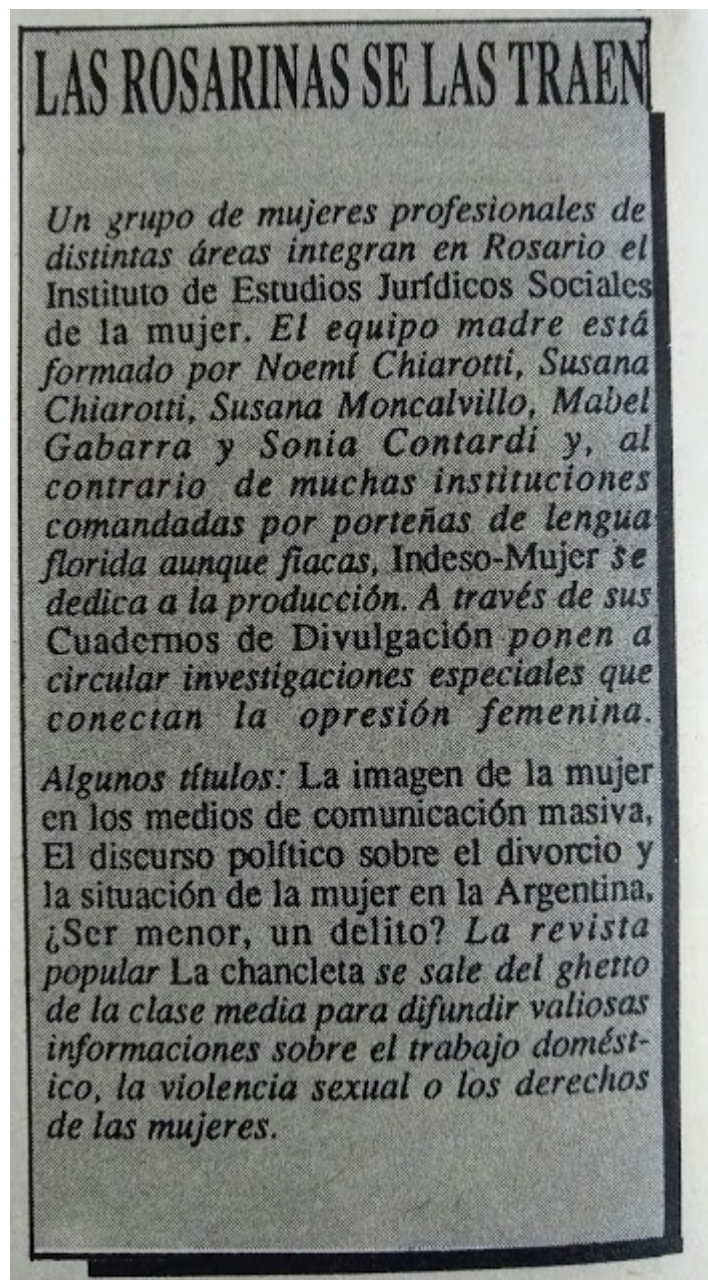 LAS ROSARINAS SE LAS TRAEN
Un grupo de mujeres profesionales de
distintas áreas integran en Rosario el
Instituto de Estudios Jurídicos Sociales
de la mujer. El equipo madre está
formado por Noemí Chiarotti, Susana
Chiarotti, Susana Moncalvillo, Mabel
Gabarra y Sonia Contardi y, al
contrario de muchas instituciones
comandadas por porteñas de lengua
florida aunque fiacas, Indeso-Mujer se
dedica a la producción. A través de sus
Cuadernos de Divulgación ponen a
circular investigaciones especiales que
conectan la opresión femenina.
Algunos títulos: La imagen de la mujer
en los medios de comunicación masiva,
El discurso político sobre el divorcio y
la situación de la mujer en la Argentina,
¿Ser menor, un delito? La revista
popular La chancleta se sale del ghetto
de la clase media para difundir valiosas
informaciones sobre el trabajo domést-
ico, la violencia sexual o los derechos
de las mujeres.